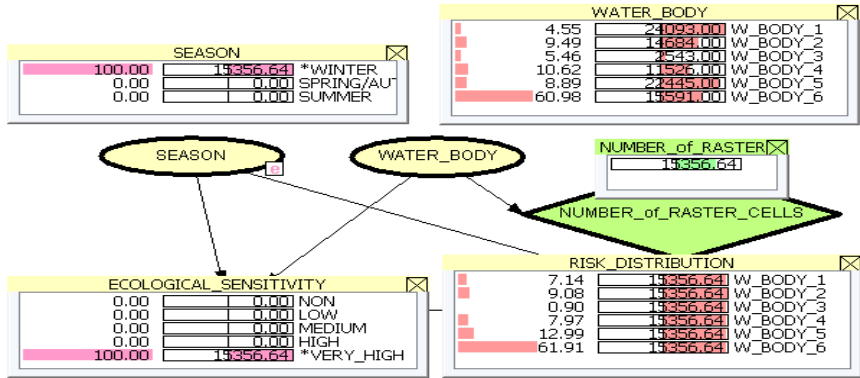 WATER_BODY
4.55 24093.00 W_BODY_1
9.49 14684.00 W_BODY_2
5.46 2543.00 W_BODY_3
10.62 11526.00 W_BODY_4
8.89 22445.00 W_BODY_5
60.98 15591.00 W_BODY_6
SEASON
100.00 15356.64 *WINTER
0.00 0.00 SPRING/AUT
0.00 0.00 SUMMER
NUMBER_of_RASTER
15356.64
SEASON
e
WATER_BODY
NUMBER_of_RASTER_CELLS
ECOLOGICAL_SENSITIVITY
0.00 0.00 NON
0.00 0.00 LOW
0.00 0.00 MEDIUM
0.00 0.00 HIGH
100.00 15356.64 *VERY_HIGH
RISK_DISTRIBUTION
7.14 15356.64 W_BODY_1
9.08 15356.64 W_BODY_2
0.90 15356.64 W_BODY_3
7.97 15356.64 W_BODY_4
12.99 15356.64 W_BODY_5
61.91 15356.64 W_BODY_6